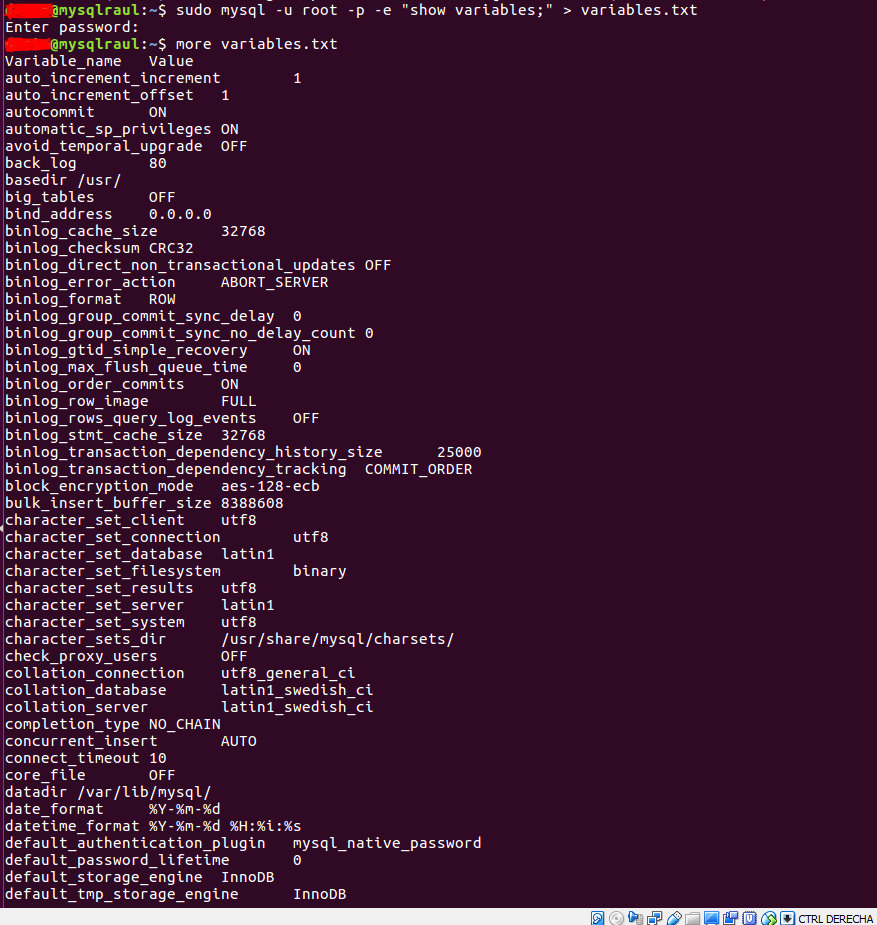 @mysqlraul:~$ sudo mysql -u root -p -e "show variables;" > variables.txt
Enter password:
@mysqlraul:~$ more variables.txt
Variable_name Value
auto_increment_increment 1
auto_increment_offset 1
autocommit ON
automatic_sp_privileges ON
avoid_temporal_upgrade OFF
back_log 80
basedir /usr/
big_tables OFF
bind_address 0.0.0.0
binlog_cache_size 32768
binlog_checksum CRC32
binlog_direct_non_transactional_updates OFF
binlog_error_action ABORT_SERVER
binlog_format ROW
binlog_group_commit_sync_delay 0
binlog_group_commit_sync_no_delay_count 0
binlog_gtid_simple_recovery ON
binlog_max_flush_queue_time 0
binlog_order_commits ON
binlog_row_image FULL
binlog_rows_query_log_events OFF
binlog_stmt_cache_size 32768
binlog_transaction_dependency_history_size 25000
binlog_transaction_dependency_tracking COMMIT_ORDER
block_encryption_mode aes-128-ecb
bulk_insert_buffer_size 8388608
character_set_client utf8
character_set_connection utf8
character_set_database latin1
character_set_filesystem binary
character_set_results utf8
character_set_server latin1
character_set_system utf8
character_sets_dir /usr/share/mysql/charsets/
check_proxy_users OFF
collation_connection utf8_general_ci
collation_database latin1_swedish_ci
collation_server latin1_swedish_ci
completion_type NO_CHAIN
concurrent_insert AUTO
connect_timeout 10
core_file OFF
datadir /var/lib/mysql/
date_format %Y-%m-%d
datetime_format %Y-%m-%d %H:%i:%s
default_authentication_plugin mysql_native_password
default_password_lifetime 0
default_storage_engine InnoDB
default_tmp_storage_engine InnoDB
CTRL DERECHA